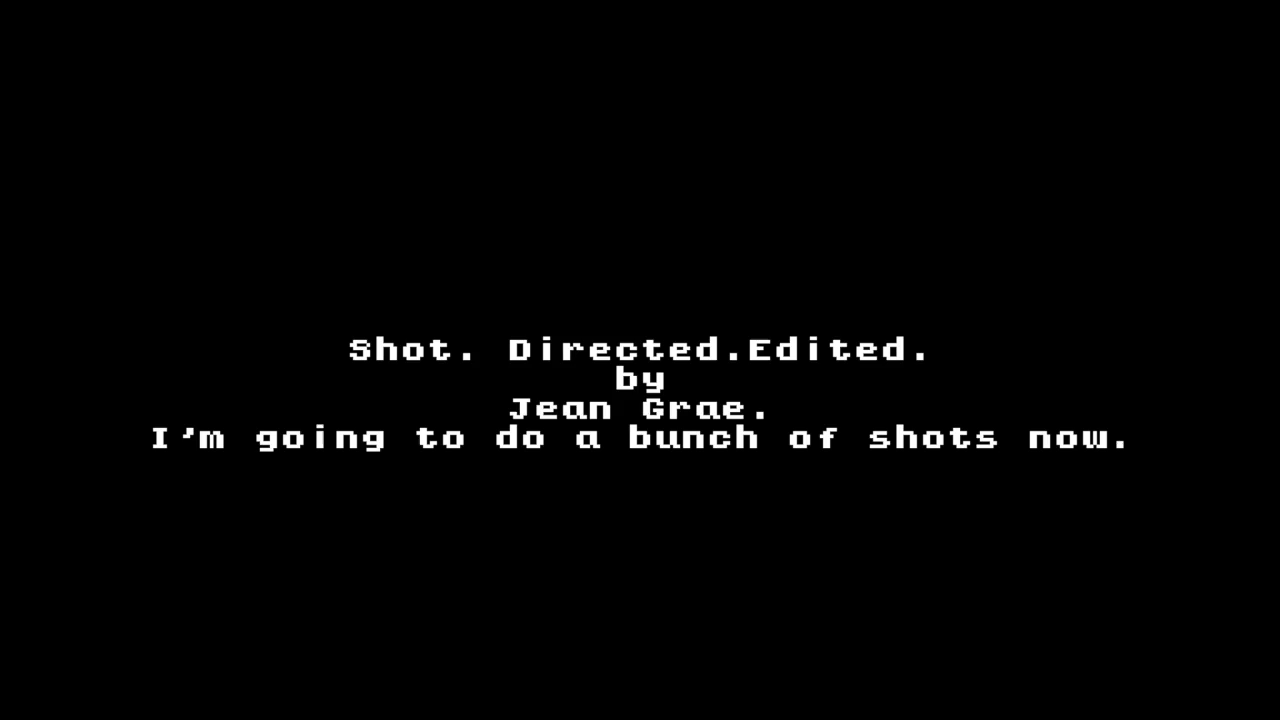 Shot. Directed.Edited.
by
Jean Grae.
I'm going to do a bunch of shots now.